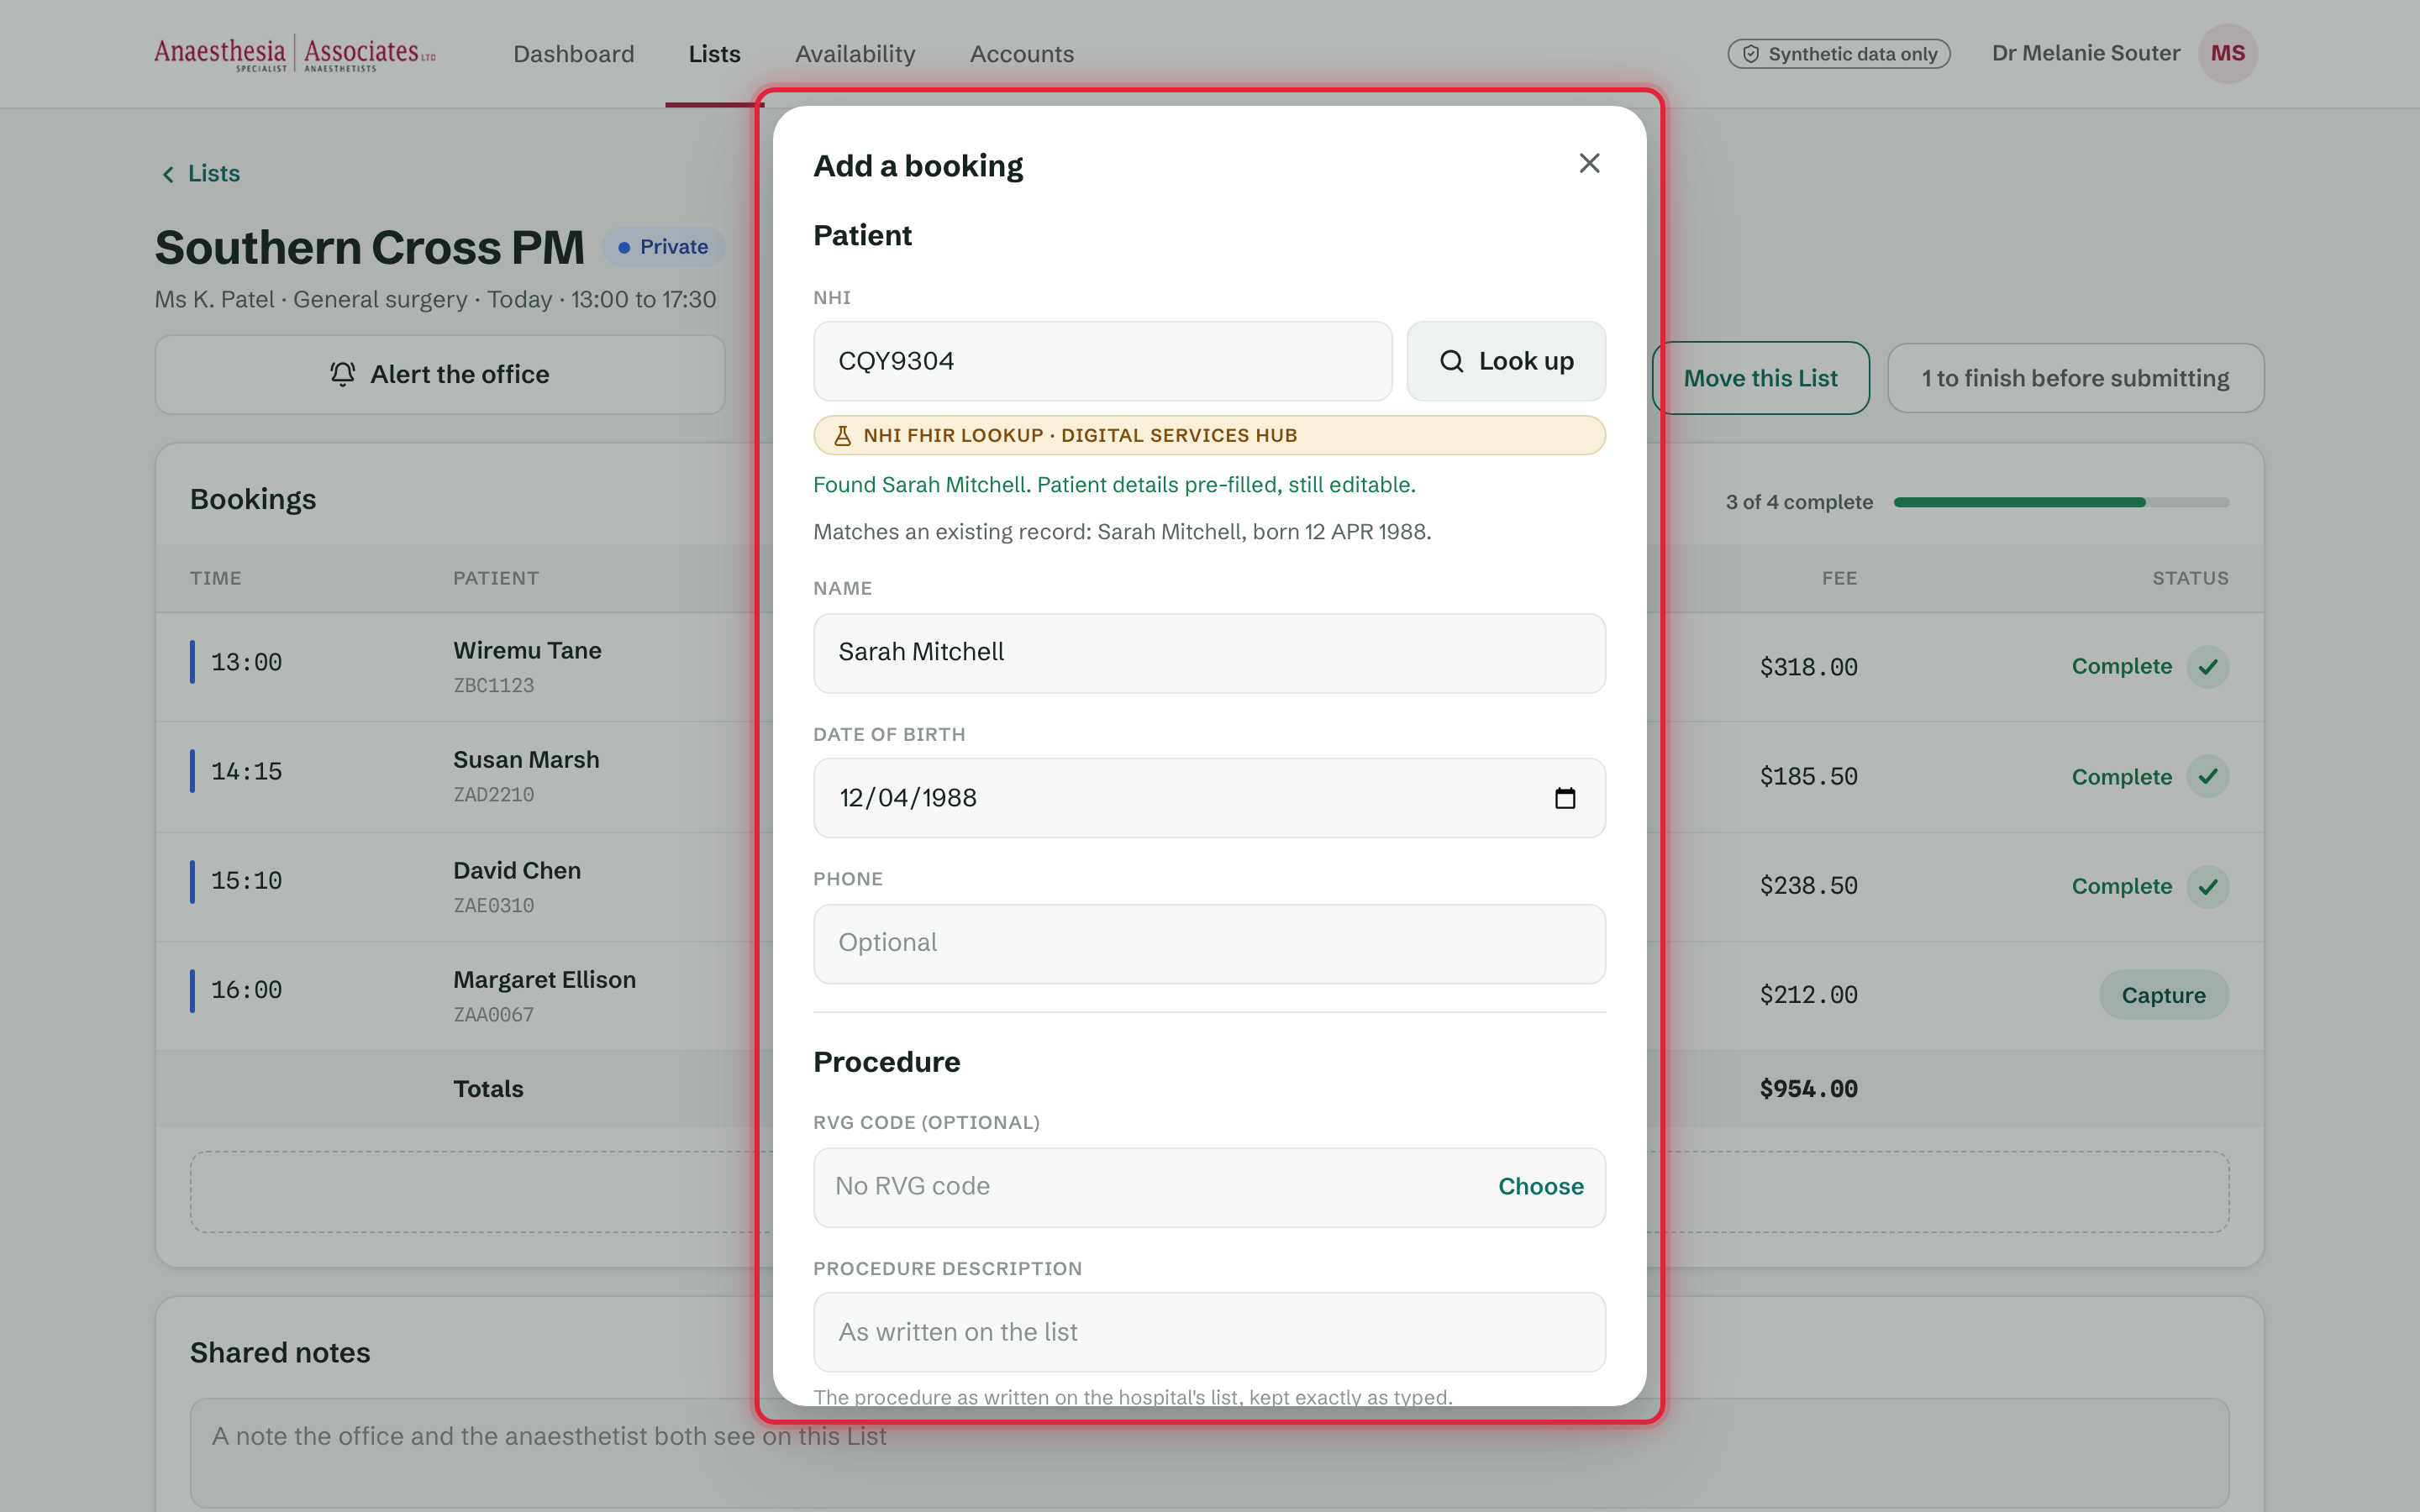 Anaesthesia | Associates LTD
SPECIALIST ANAESTHETISTS
Dashboard
Lists
Availability
Accounts
Synthetic data only
Dr Melanie Souter
MS
Lists
Southern Cross PM
Private
Ms K. Patel · General surgery · Today · 13:00 to 17:30
Alert the office
Move this List
1 to finish before submitting
Bookings
3 of 4 complete
TIME
PATIENT
FEE
STATUS
13:00
Wiremu Tane
ZBC1123
$318.00
Complete
14:15
Susan Marsh
ZAD2210
$185.50
Complete
15:10
David Chen
ZAE0310
$238.50
Complete
16:00
Margaret Ellison
ZAA0067
$212.00
Capture
Totals
$954.00
Shared notes
A note the office and the anaesthetist both see on this List
Add a booking
Patient
NHI
CQY9304
Look up
NHI FHIR LOOKUP · DIGITAL SERVICES HUB
Found Sarah Mitchell. Patient details pre-filled, still editable.
Matches an existing record: Sarah Mitchell, born 12 APR 1988.
NAME
Sarah Mitchell
DATE OF BIRTH
12/04/1988
PHONE
Optional
Procedure
RVG CODE (OPTIONAL)
No RVG code
Choose
PROCEDURE DESCRIPTION
As written on the list
The procedure as written on the hospital's list, kept exactly as typed.